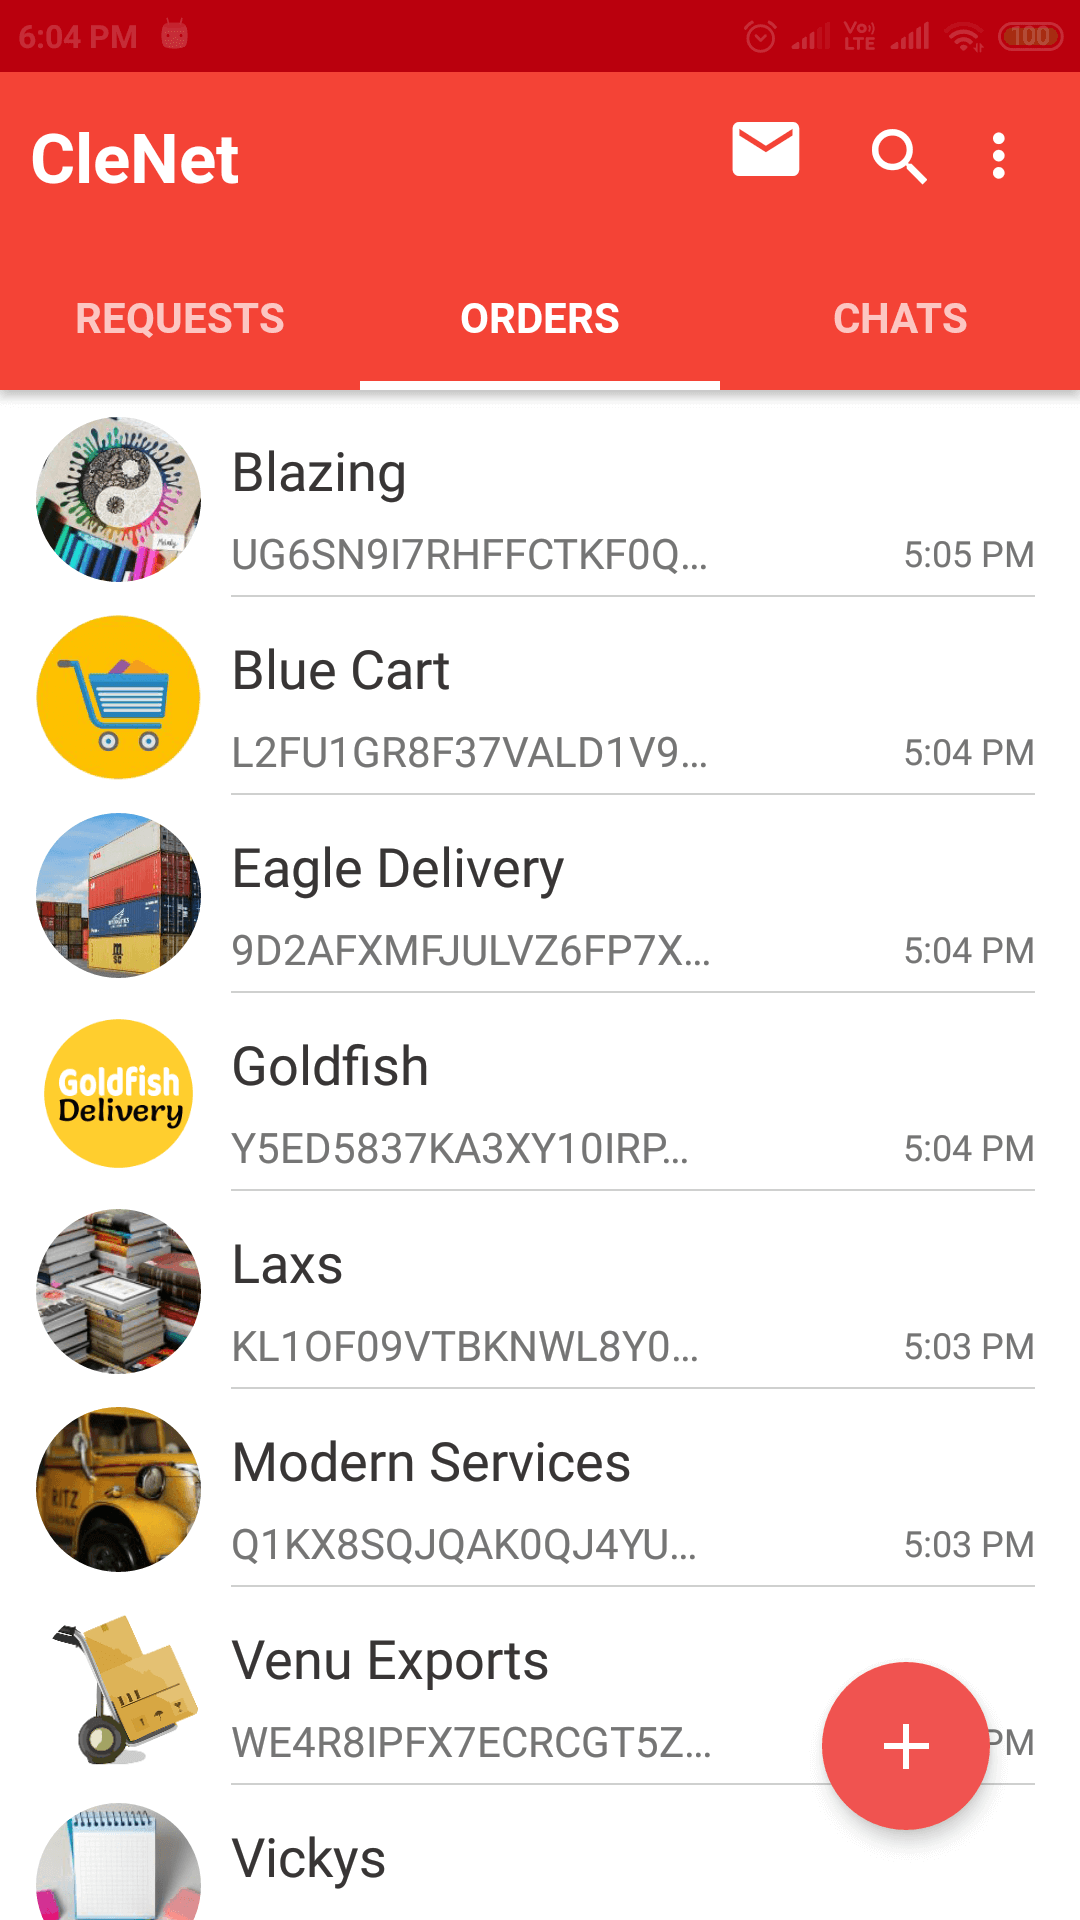 6:04 PM Vo) LTE 100
CleNet
REQUESTS ORDERS CHATS
Blazing
UG6SN9I7RHFFCTKF0Q... 5:05 PM
Blue Cart
L2FU1GR8F37VALD1V9... 5:04 PM
Eagle Delivery
9D2AFXMFJULVZ6FP7X... 5:04 PM
Goldfish
Goldfish
Delivery
Y5ED5837KA3XY10IRP... 5:04 PM
Laxs
KL1OF09VTBKNWL8Y0... 5:03 PM
Modern Services
RITZ
Q1KX8SQJQAK0QJ4YU... 5:03 PM
Venu Exports
WE4R8IPFX7ECRCGT5Z... PM
Vickys